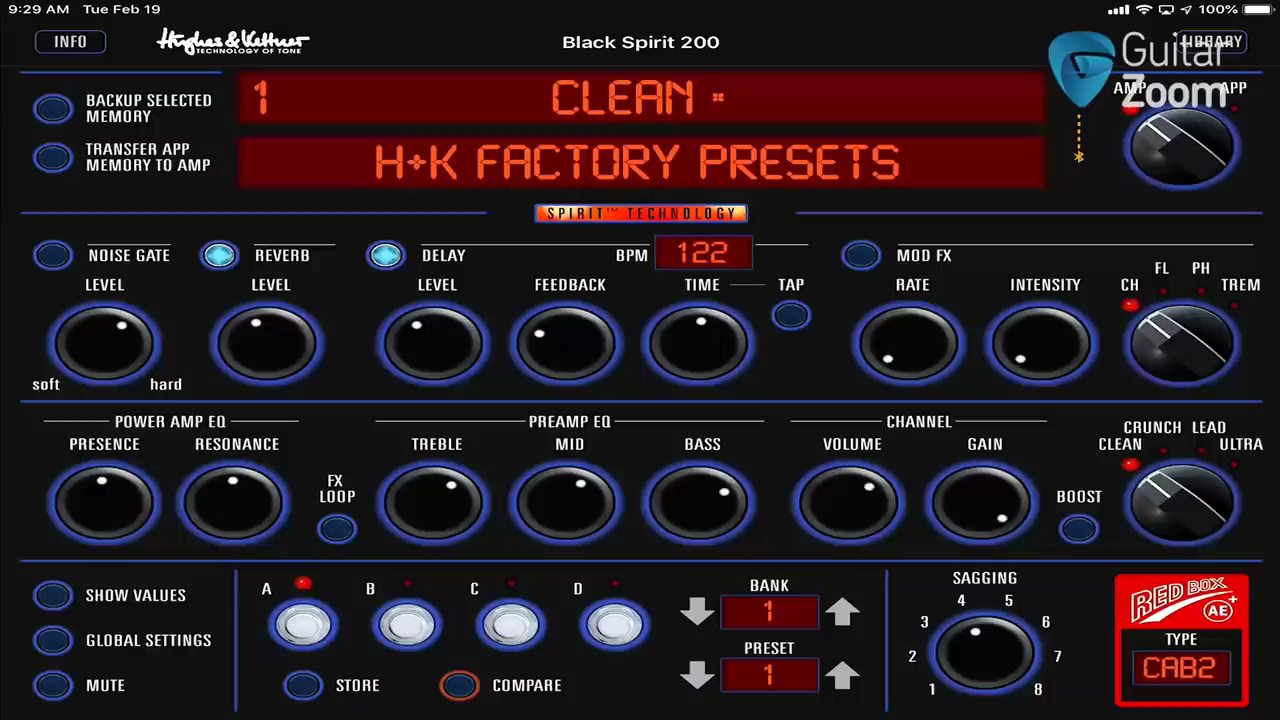 9:29 AM Tue Feb 19 100%
INFO Hughes & Kettner Black Spirit 200 LIBRARY
TECHNOLOGY OF TONE
Guitar
Zoom
BACKUP SELECTED
MEMORY
1 CLEAN
AMP APP
TRANSFER APP
MEMORY TO AMP
H+K FACTORY PRESETS
SPIRIT™ TECHNOLOGY
NOISE GATE REVERB DELAY BPM 122 MOD FX
LEVEL LEVEL LEVEL FEEDBACK TIME TAP RATE INTENSITY CH FL PH TREM
soft hard
POWER AMP EQ PREAMP EQ CHANNEL
PRESENCE RESONANCE TREBLE MID BASS VOLUME GAIN CLEAN CRUNCH LEAD ULTRA
FX
LOOP
BOOST
SHOW VALUES A B C D BANK SAGGING
1
GLOBAL SETTINGS PRESET
MUTE STORE COMPARE 1
1 2 3 4 5 6 7 8
RED BOX
AE+
TYPE
CAB2